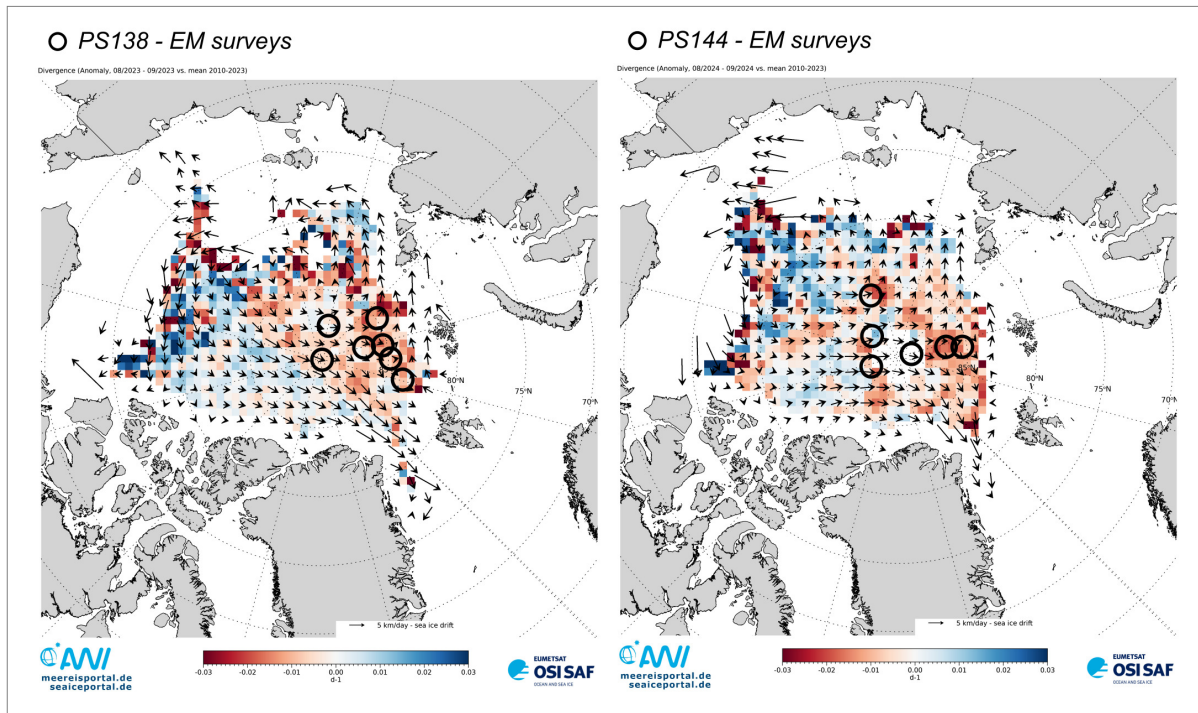 PS138 - EM surveys
Divergence (Anomaly, 08/2023 - 09/2023 vs. mean 2010-2023)
80°N
75°N
70°
5 km/day - sea ice drift
AWI
meereisportal.de
seaiceportal.de
-0.03 -0.02 -0.01 0.00 0.01 0.02 0.03
d-1
EUMETSAT
OSI SAF
OCEAN AND SEA ICE
PS144 - EM surveys
Divergence (Anomaly, 08/2024 - 09/2024 vs. mean 2010-2023)
85°N
80°N
75°N
70°N
5 km/day - sea ice drift
AWI
meereisportal.de
seaiceportal.de
-0.03 -0.02 -0.01 0.00 0.01 0.02 0.03
d-1
EUMETSAT
OSI SAF
OCEAN AND SEA ICE